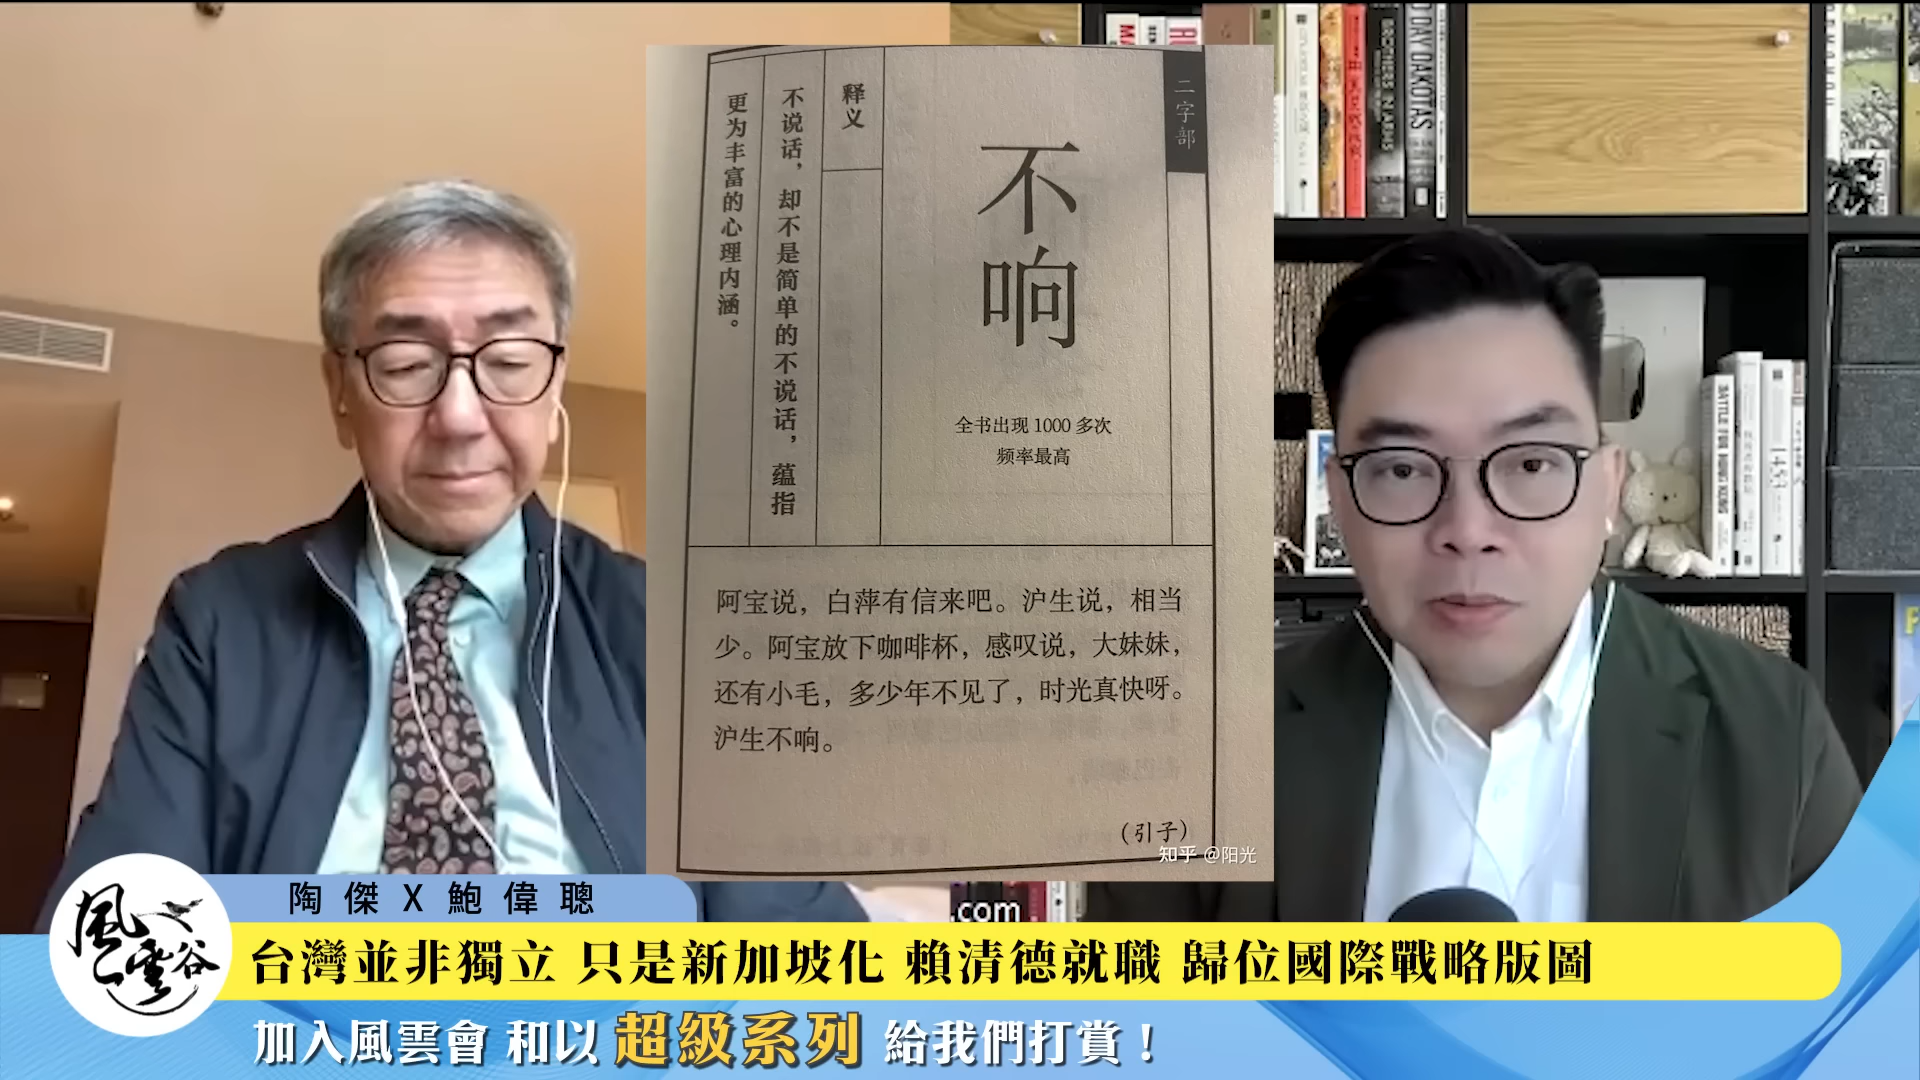 二字部
不响
全书出现 1000 多次
频率最高
释义
不说话，却不是简单的不说话，蕴指
更为丰富的心理内涵。
阿宝说，白萍有信来吧。沪生说，相当
少。阿宝放下咖啡杯，感叹说，大妹妹，
还有小毛，多少年不见了，时光真快呀。
沪生不响。
（引子）
知乎 @阳光
DAY DAKOTAS
BATTLE FOR HONG KONG
.com
風雲谷
陶傑 X 鮑偉聰
台灣並非獨立 只是新加坡化 賴清德就職 歸位國際戰略版圖
加入風雲會 和以 超級系列 給我們打賞！